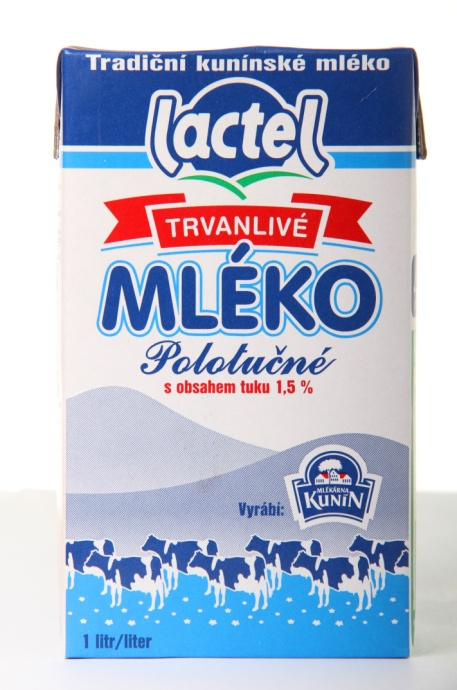 Tradiční kunínské mléko
lactel
TRVANLIVÉ
MLÉKO
Polotučné
s obsahem tuku 1,5 %
Vyrábí:
MLÉKÁRNA
KUNÍN
1 litr/liter